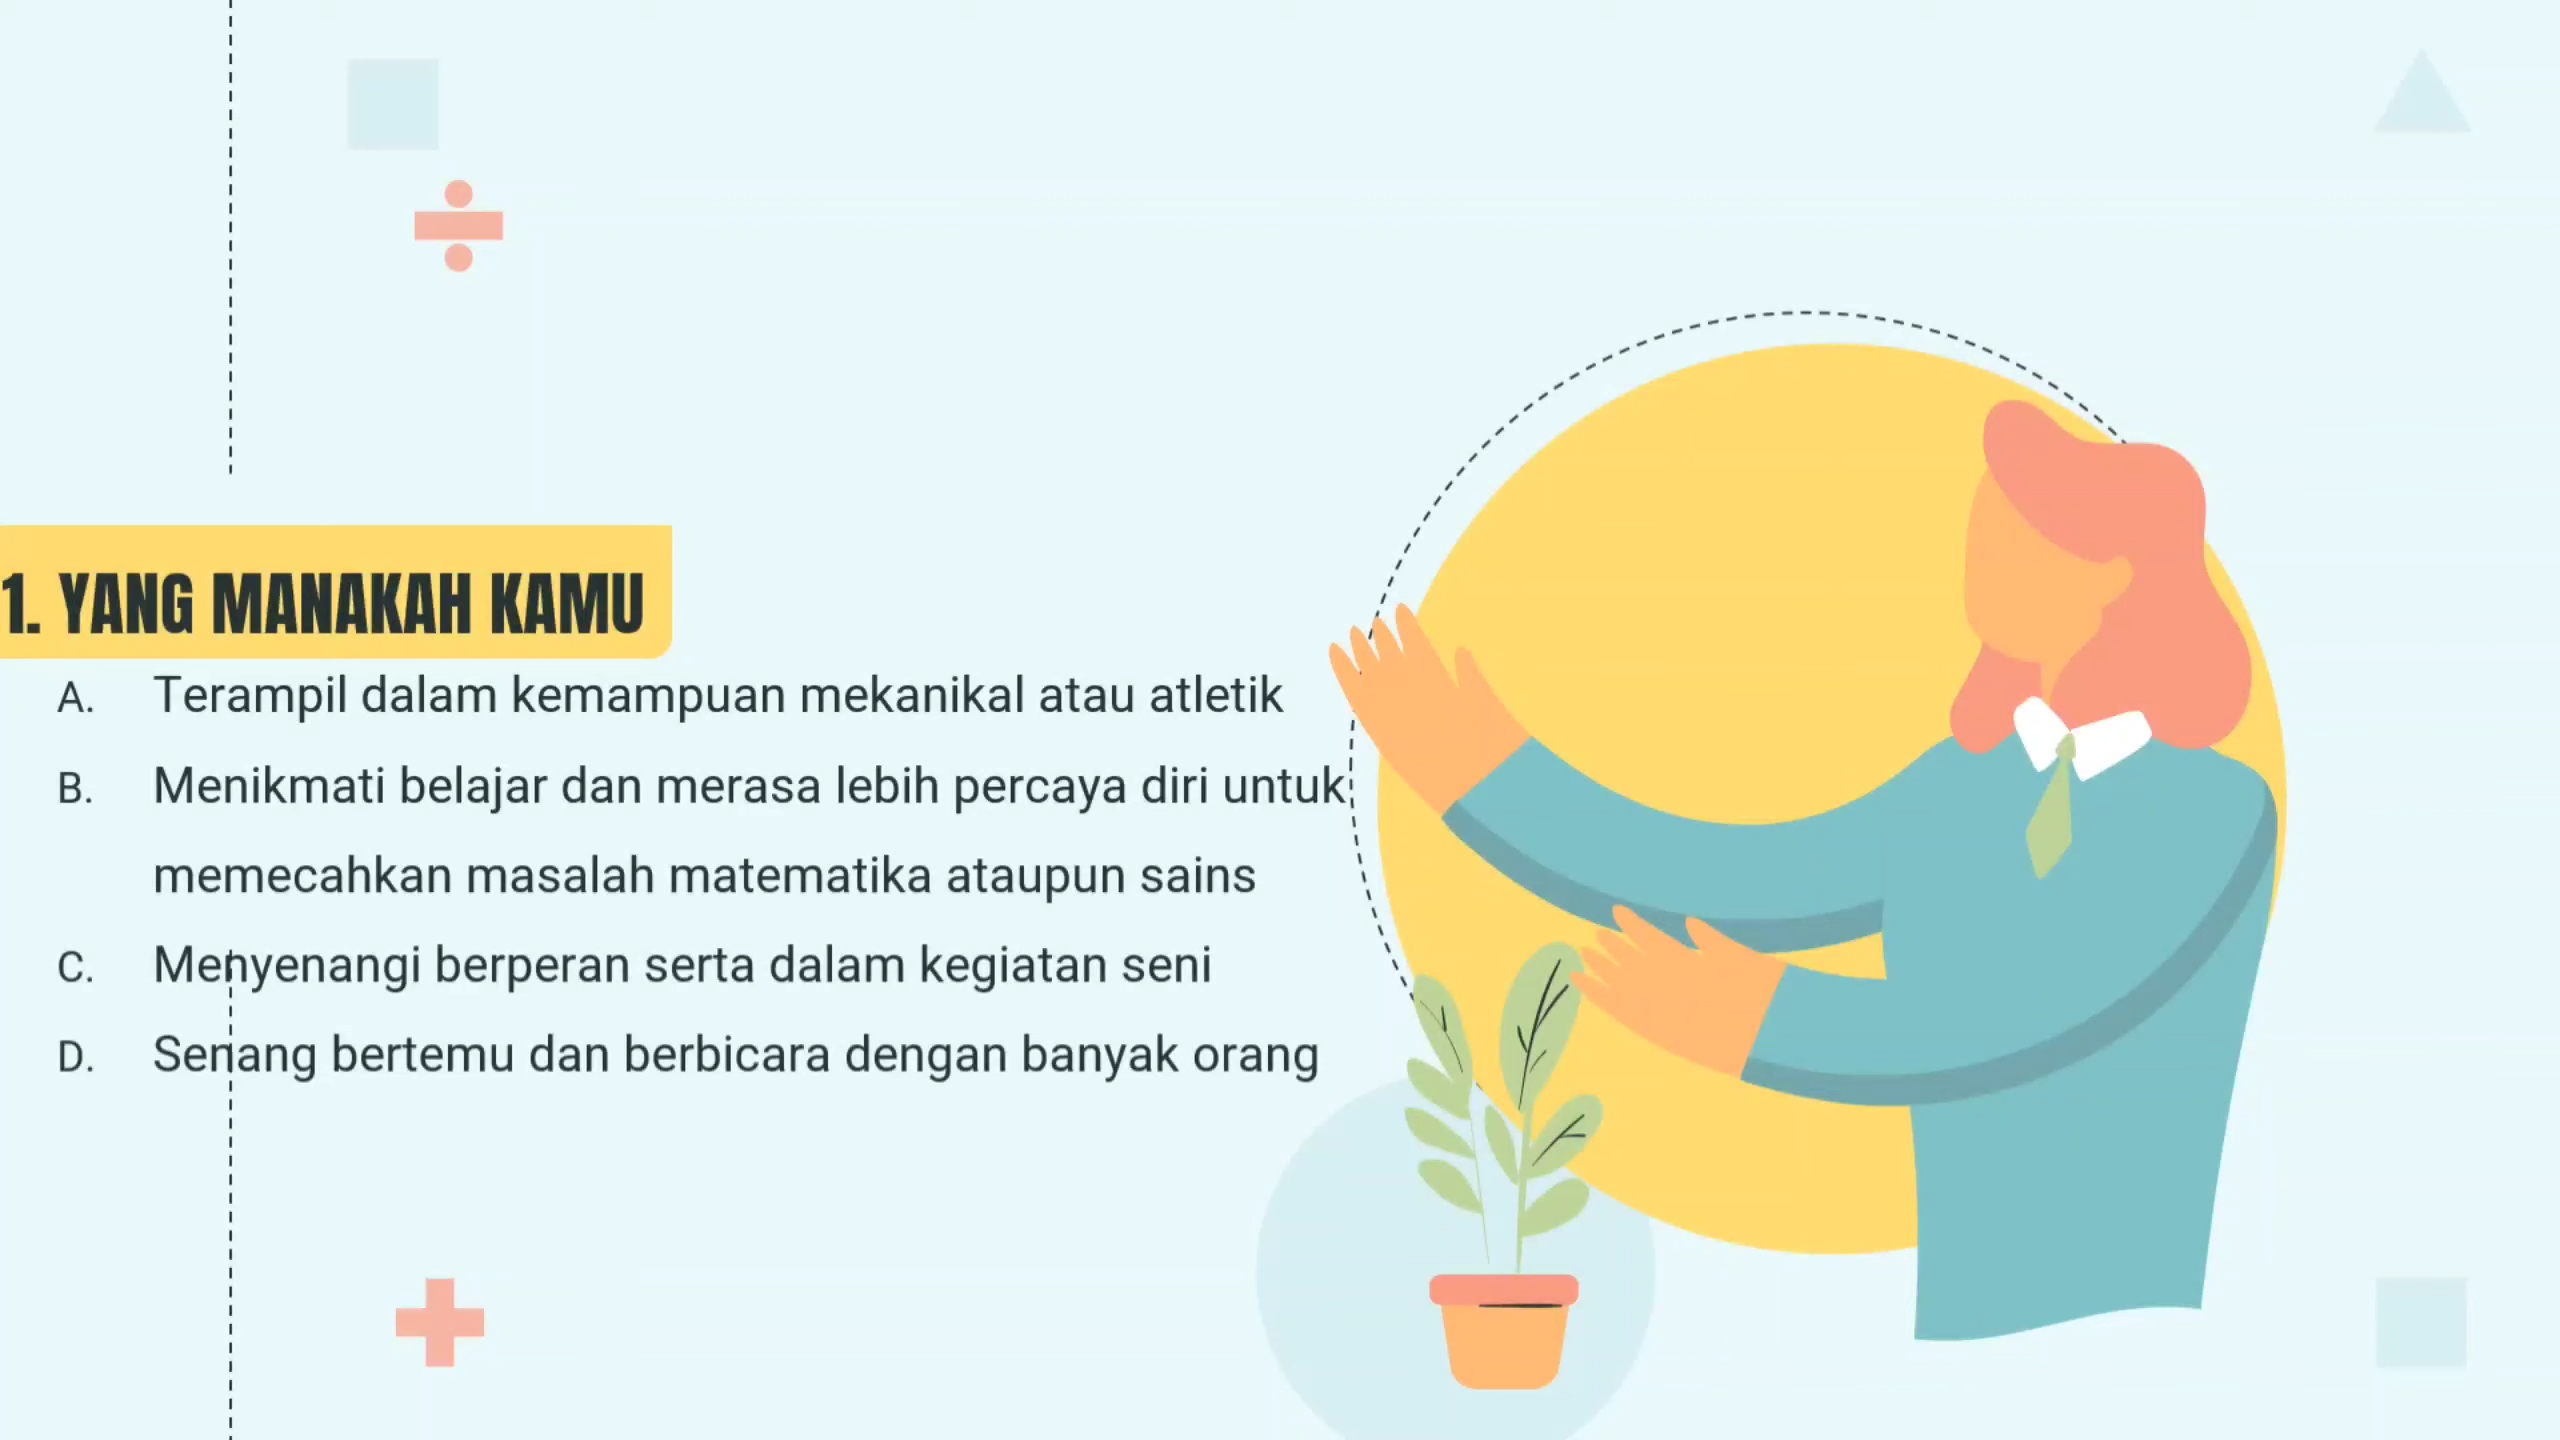 1. YANG MANAKAH KAMU
A. Terampil dalam kemampuan mekanikal atau atletik
B. Menikmati belajar dan merasa lebih percaya diri untuk
memecahkan masalah matematika ataupun sains
C. Menyenangi berperan serta dalam kegiatan seni
D. Senang bertemu dan berbicara dengan banyak orang